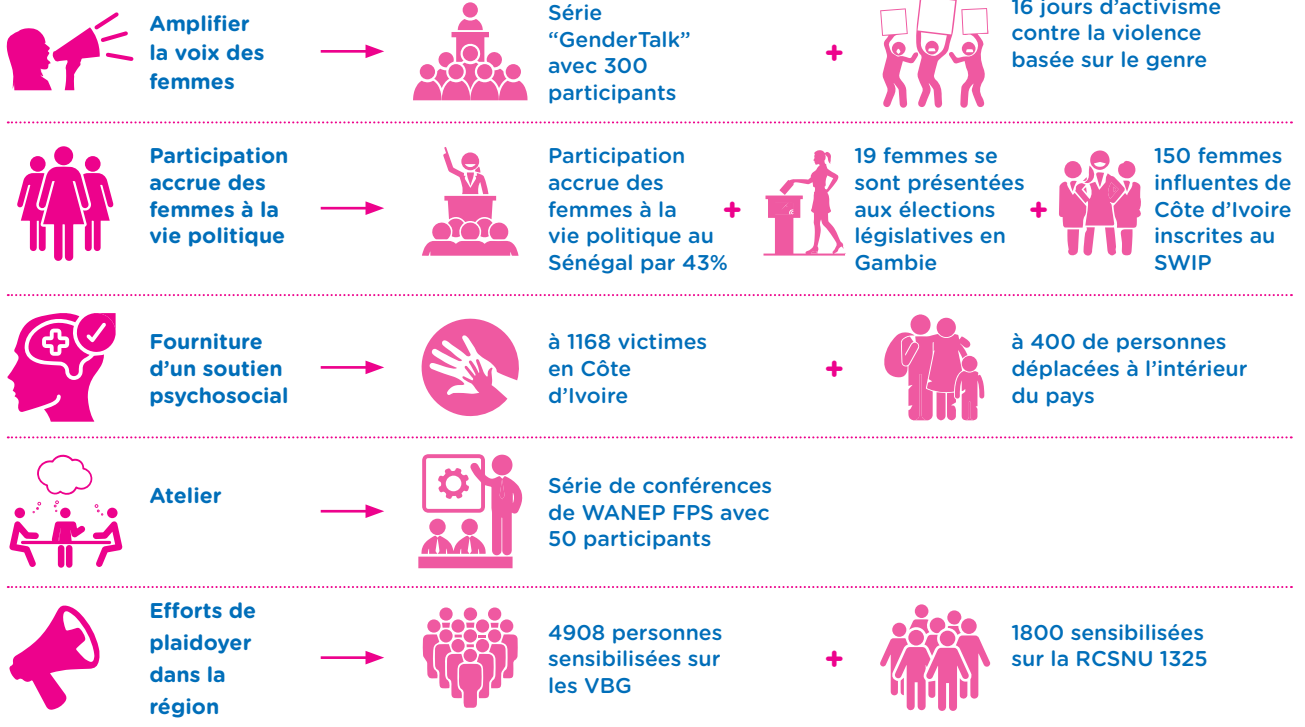 Amplifier
la voix des
femmes
Série
“GenderTalk”
avec 300
participants
+
16 jours d’activisme
contre la violence
basée sur le genre
Participation
accrue des
femmes à la
vie politique
Participation
accrue des
femmes à la
vie politique au
Sénégal par 43%
+
19 femmes se
sont présentées
aux élections
législatives en
Gambie
+
150 femmes
influentes de
Côte d’Ivoire
inscrites au
SWIP
Fourniture
d’un soutien
psychosocial
à 1168 victimes
en Côte
d’Ivoire
+
à 400 de personnes
déplacées à l’intérieur
du pays
Atelier
Série de conférences
de WANEP FPS avec
50 participants
Efforts de
plaidoyer
dans la
région
4908 personnes
sensibilisées sur
les VBG
+
1800 sensibilisées
sur la RCSNU 1325